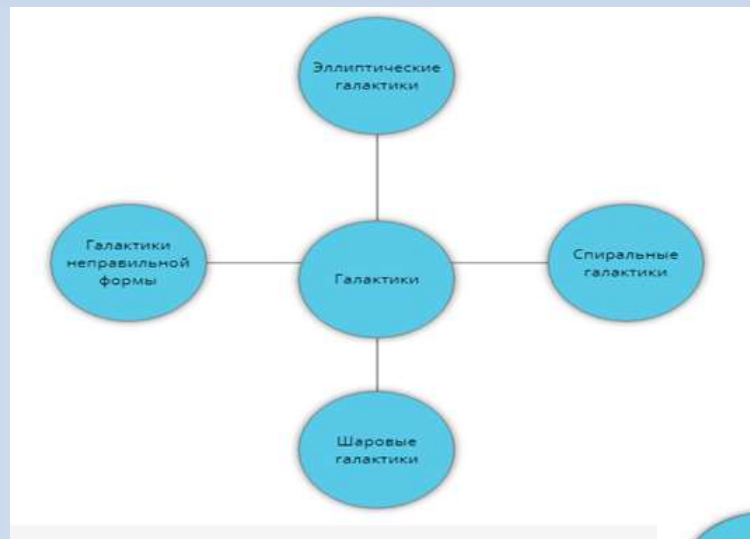 Эллиптические
галактики
Галактики
неправильной
формы
Галактики
Спиральные
галактики
Шаровые
галактики